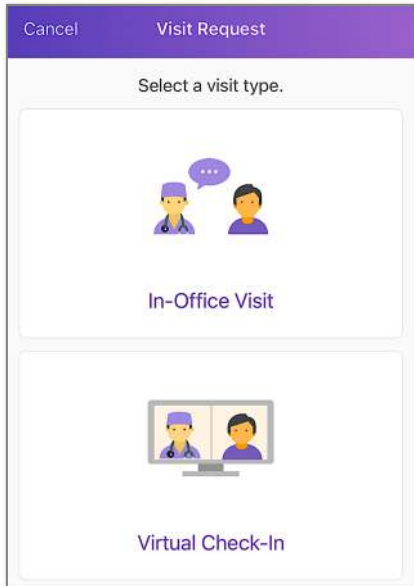 Cancel Visit Request
Select a visit type.
In-Office Visit
Virtual Check-In